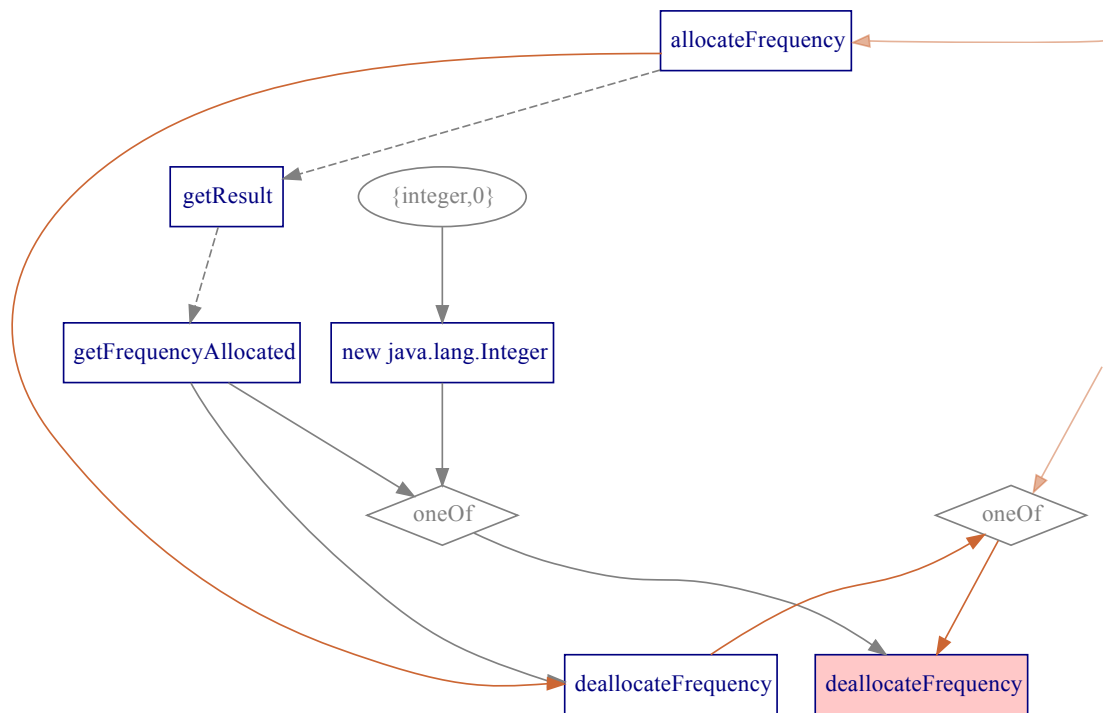 allocateFrequency
getResult
{integer,0}
getFrequencyAllocated
new java.lang.Integer
oneOf
oneOf
deallocateFrequency
deallocateFrequency